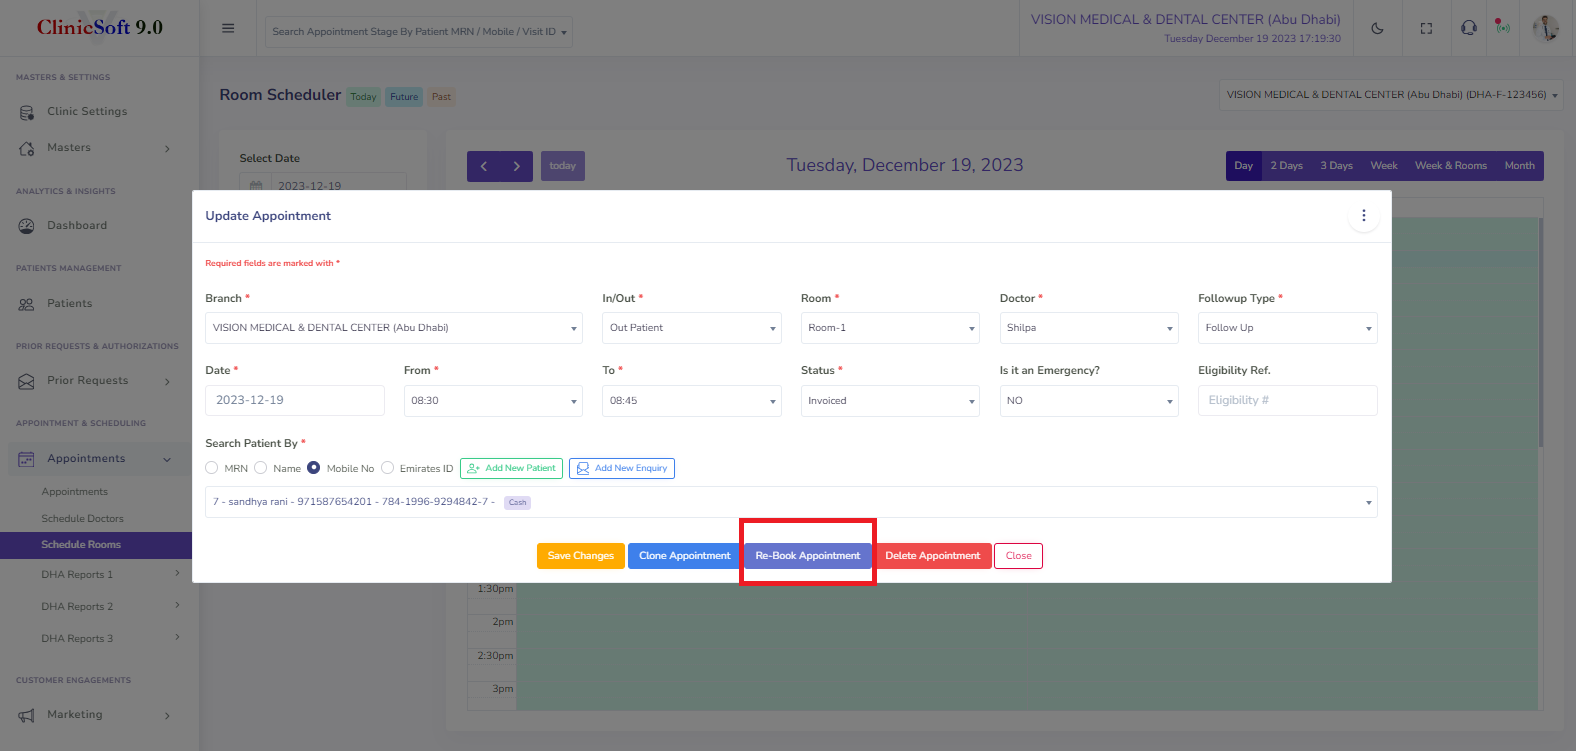 ClinicSoft 9.0
Search Appointment Stage By Patient MRN / Mobile / Visit ID
VISION MEDICAL & DENTAL CENTER (Abu Dhabi)
Tuesday December 19 2023 17:19:30
MASTERS & SETTINGS
Clinic Settings
Masters
ANALYTICS & INSIGHTS
Dashboard
PATIENTS MANAGEMENT
Patients
PRIOR REQUESTS & AUTHORIZATIONS
Prior Requests
APPOINTMENT & SCHEDULING
Appointments
Appointments
Schedule Doctors
Schedule Rooms
DHA Reports 1
DHA Reports 2
DHA Reports 3
CUSTOMER ENGAGEMENTS
Marketing
Room Scheduler Today Future Past
VISION MEDICAL & DENTAL CENTER (Abu Dhabi) (DHA-F-123456)
Select Date
2023-12-19
today
Tuesday, December 19, 2023
Day 2 Days 3 Days Week Week & Rooms Month
Update Appointment
Required fields are marked with *
Branch * In/Out * Room * Doctor * Followup Type *
VISION MEDICAL & DENTAL CENTER (Abu Dhabi) Out Patient Room-1 Shilpa Follow Up
Date * From * To * Status * Is it an Emergency? Eligibility Ref.
2023-12-19 08:30 08:45 Invoiced NO Eligibility #
Search Patient By *
MRN Name Mobile No Emirates ID Add New Patient Add New Enquiry
7 - sandhya rani - 971587654201 - 784-1996-9294842-7 - Cash
Save Changes Clone Appointment Re-Book Appointment Delete Appointment Close
1:30pm
2pm
2:30pm
3pm